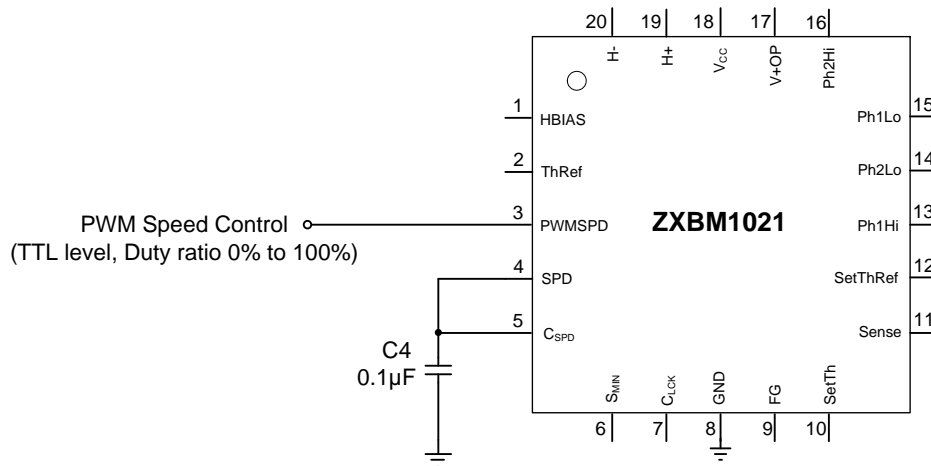 20 19 18 17 16
H- H+ VCC V+OP Ph2Hi
1 HBIAS
2 ThRef
PWM Speed Control 3 PWMSPD
(TTL level, Duty ratio 0% to 100%)
4 SPD
5 CSPD
C4
0.1µF
ZXBM1021
Ph1Lo 15
Ph2Lo 14
Ph1Hi 13
SetThRef 12
Sense 11
SMIN CLCK GND FG SetTh
6 7 8 9 10